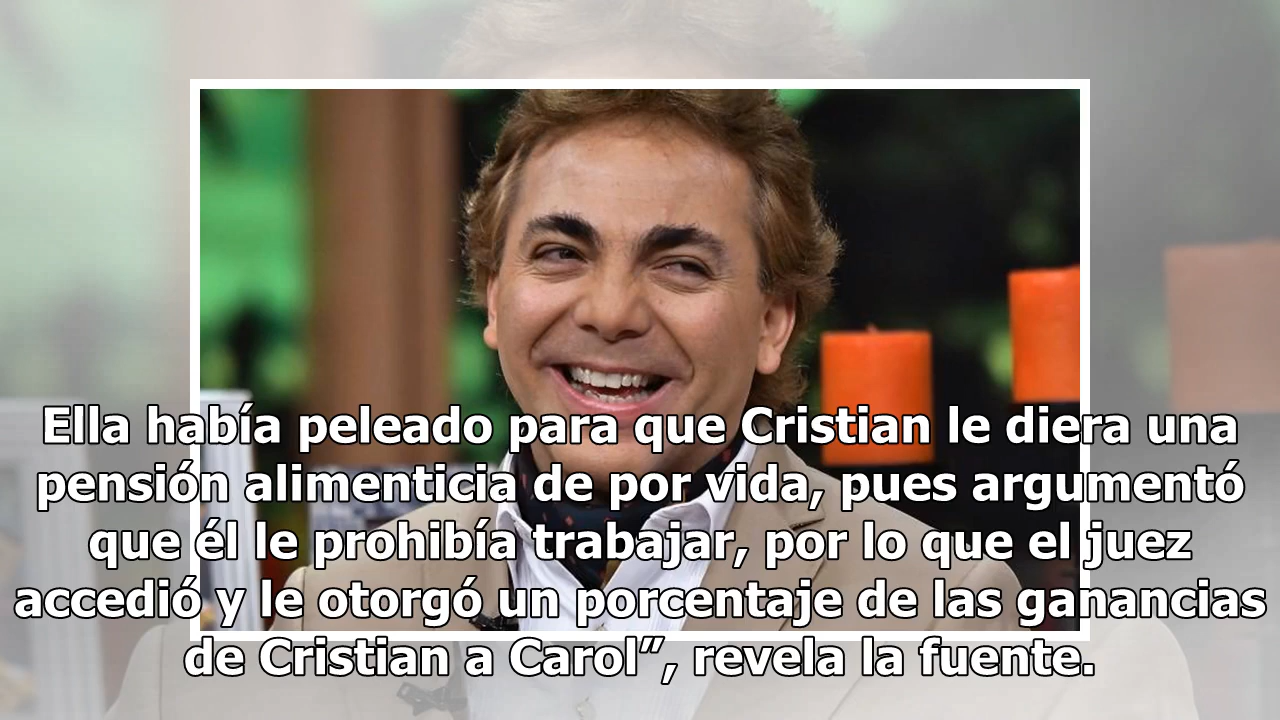 Ella había peleado para que Cristian le diera una
pensión alimenticia de por vida, pues argumentó
que él le prohibía trabajar, por lo que el juez
accedió y le otorgó un porcentaje de las ganancias
de Cristian a Carol”, revela la fuente.